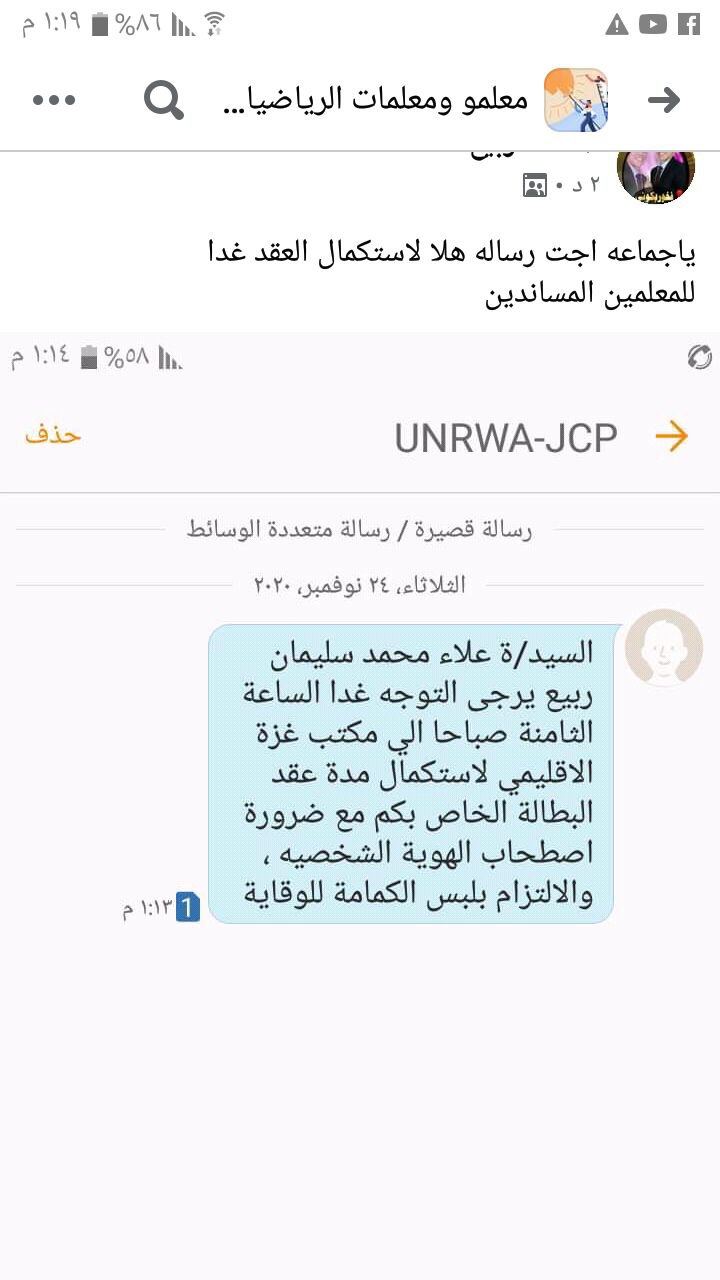 ١:١٩ م ٨٦%
معلمو ومعلمات الرياضيا...
٢ د
ياجماعه اجت رساله هلا لاستكمال العقد غدا
للمعلمين المساندين
١:١٤ م ٥٨%
UNRWA-JCP
حذف
رسالة قصيرة / رسالة متعددة الوسائط
الثلاثاء، ٢٤ نوفمبر، ٢٠٢٠
السيد/ة علاء محمد سليمان
ربيع يرجى التوجه غدا الساعة
الثامنة صباحا الي مكتب غزة
الاقليمي لاستكمال مدة عقد
البطالة الخاص بكم مع ضرورة
اصطحاب الهوية الشخصيه ،
والالتزام بلبس الكمامة للوقاية
1 ١:١٣ م